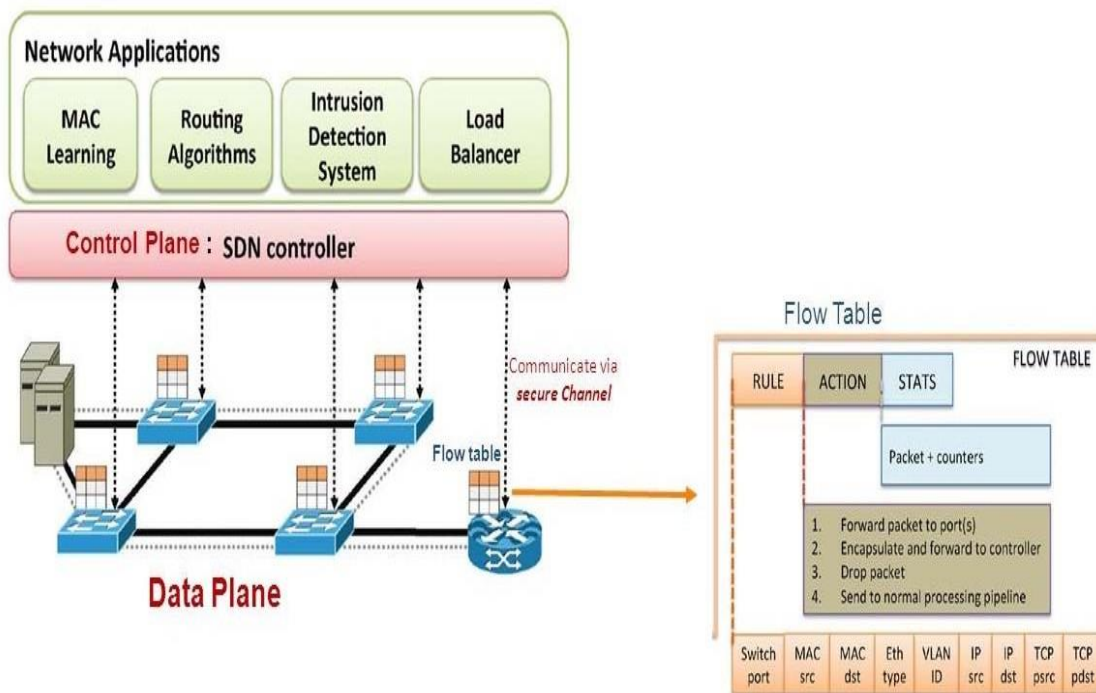 Network Applications
MAC
Learning
Routing
Algorithms
Intrusion
Detection
System
Load
Balancer
Control Plane : SDN controller
Communicate via
secure Channel
Flow table
Data Plane
Flow Table
FLOW TABLE
RULE
ACTION
STATS
Packet + counters
1. Forward packet to port(s)
2. Encapsulate and forward to controller
3. Drop packet
4. Send to normal processing pipeline
Switch
port
MAC
src
MAC
dst
Eth
type
VLAN
ID
IP
src
IP
dst
TCP
psrc
TCP
pdst